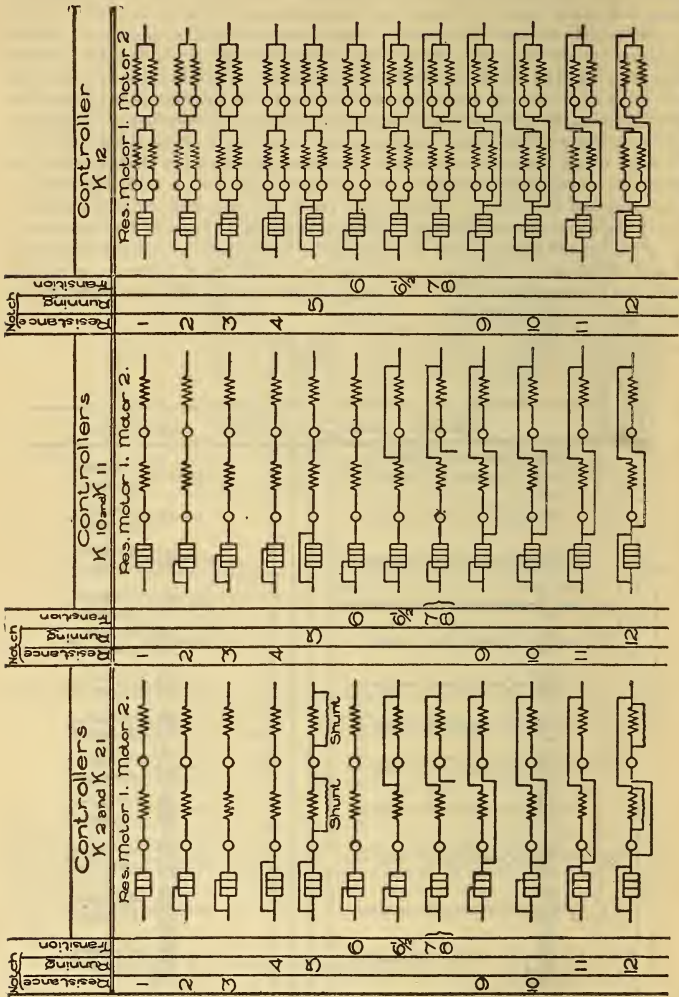 Notch
Resistance
Running
Transition
Controllers
K 2 and K 21
Res. Motor 1. Motor 2.
1
2
3
4
5
Shunt Shunt
6
6½
7
8
9
10
11
12
Notch
Resistance
Running
Transition
Controllers
K 10 and K 11
Res. Motor 1. Motor 2.
1
2
3
4
5
6
6½
7
8
9
10
11
12
Notch
Resistance
Running
Transition
Controller
K 12
Res. Motor 1. Motor 2
1
2
3
4
5
6
6½
7
8
9
10
11
12